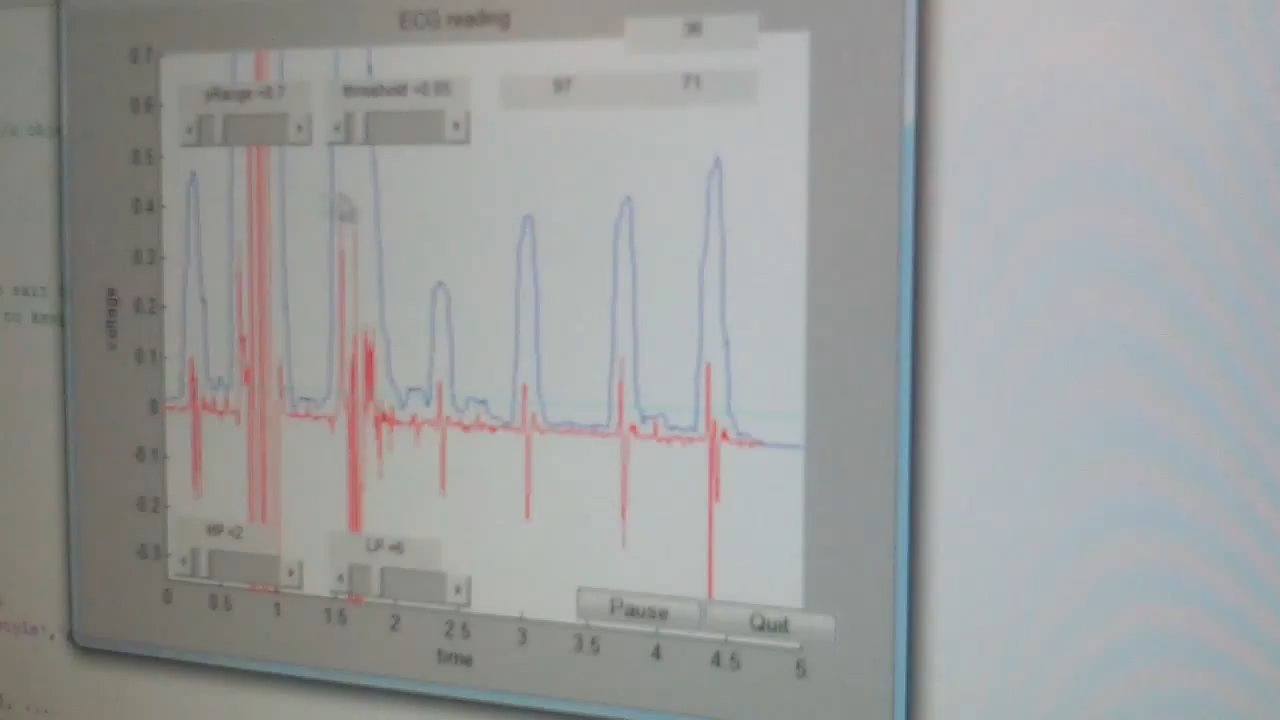 ECG reading
0.7
36
xRange =0.7
threshold =0.05
97
71
0.6
0.5
0.4
0.3
0.2
voltage
0.1
0
-0.1
-0.2
HP =2
LP =6
-0.3
Pause
Quit
0
0.5
1
1.5
2
2.5
3
3.5
4
4.5
5
time